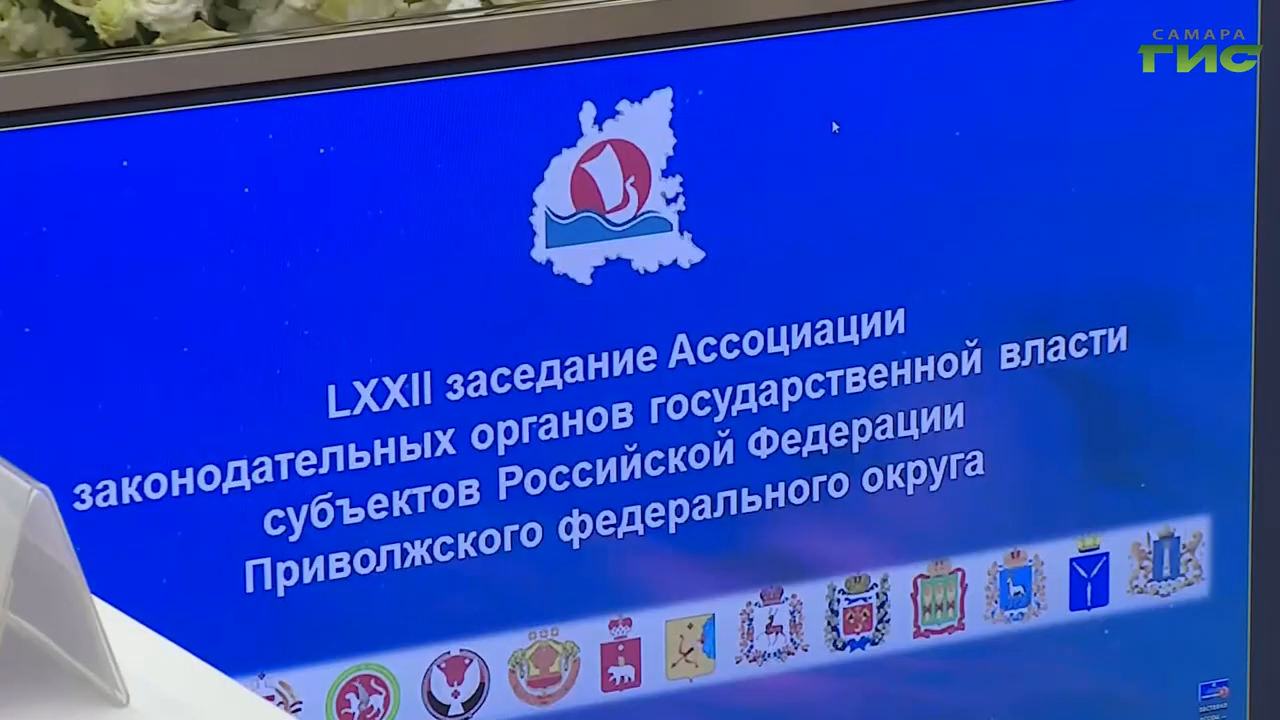 САМАРА
ГИС
LXXII заседание Ассоциации
законодательных органов государственной власти
субъектов Российской Федерации
Приволжского федерального округа